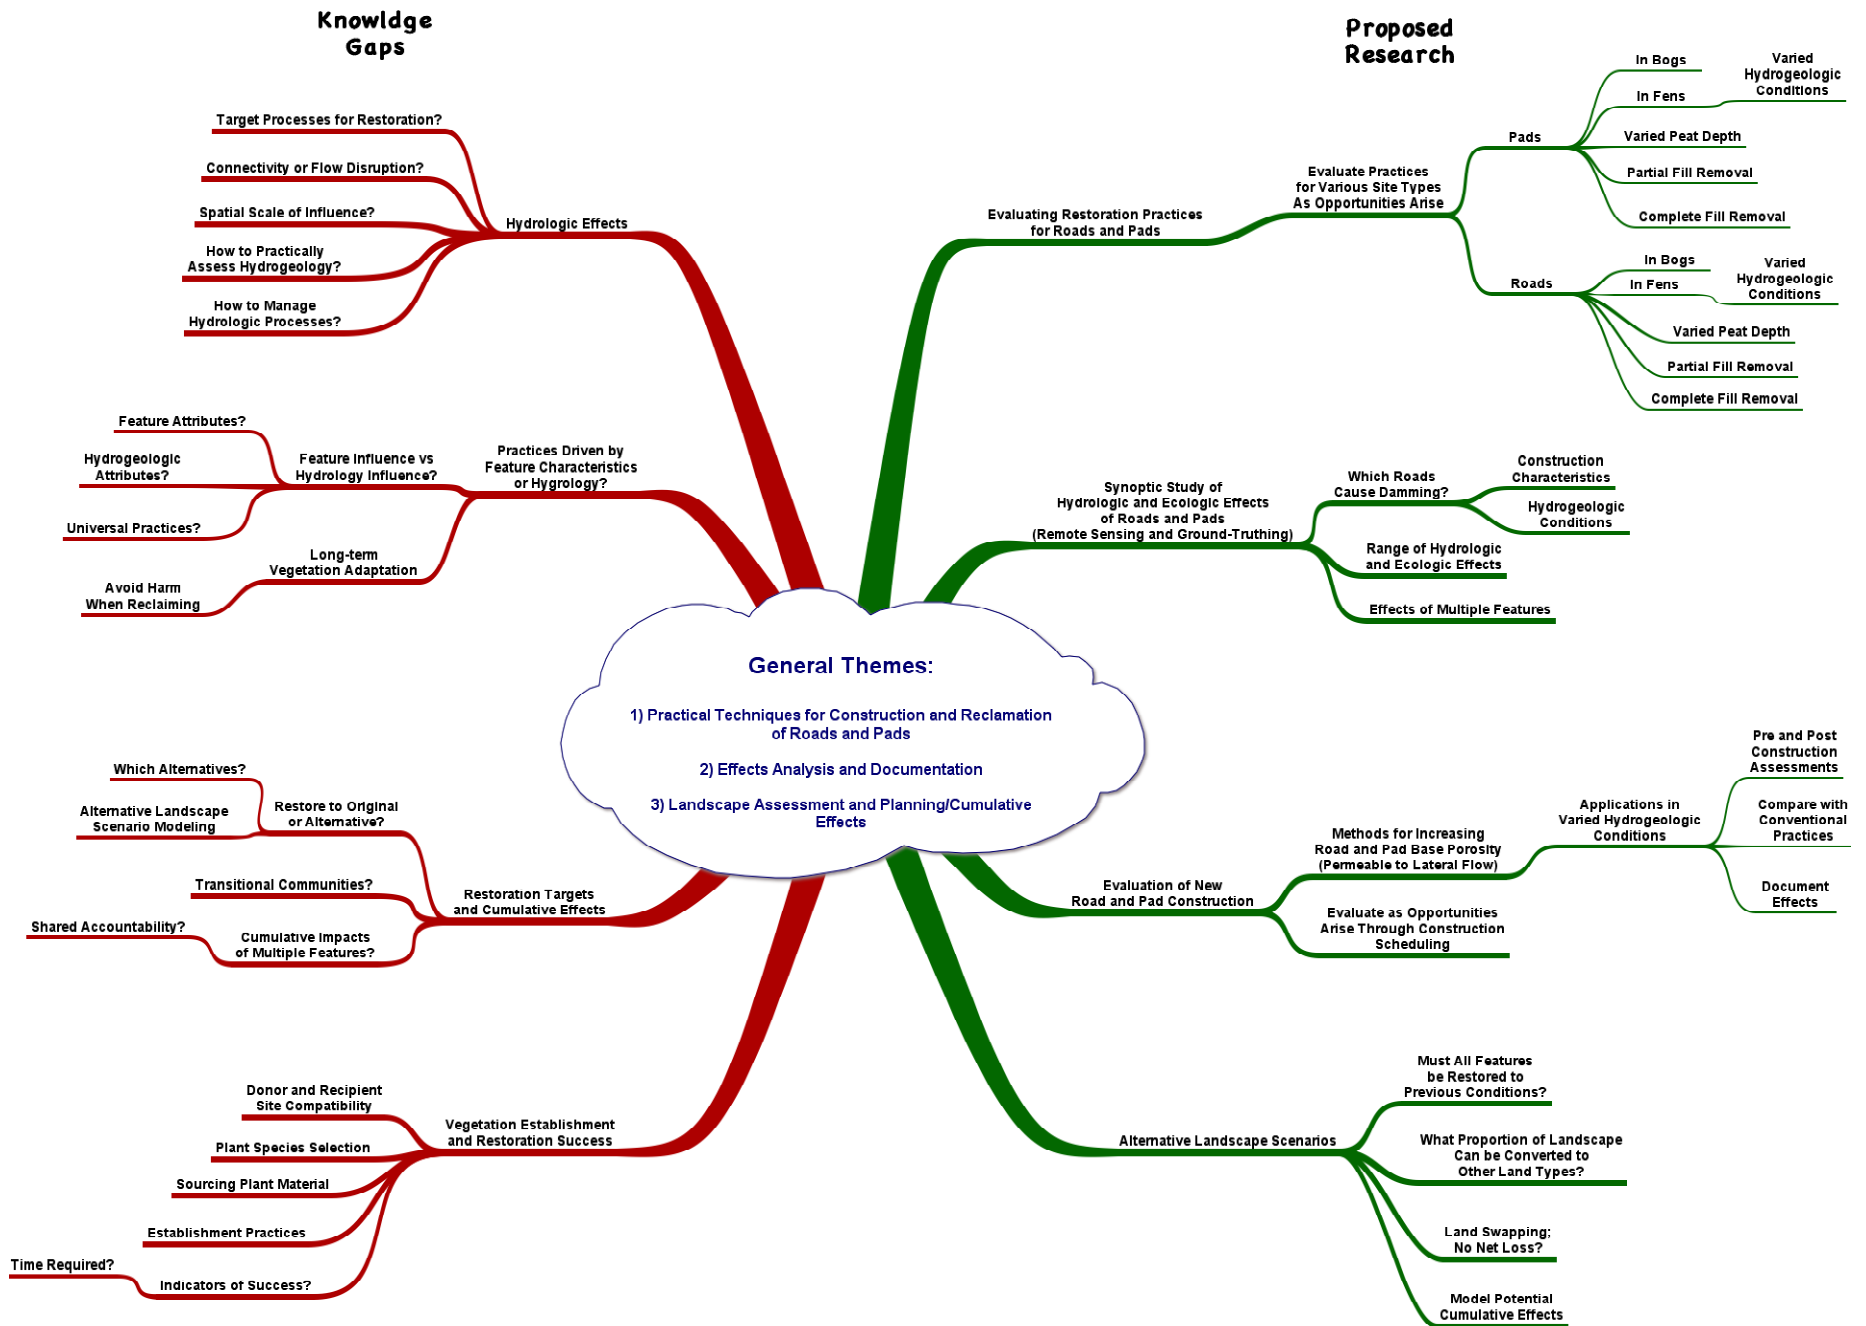 Knowldge
Gaps
Target Processes for Restoration?
Connectivity or Flow Disruption?
Spatial Scale of Influence?
How to Practically
Assess Hydrogeology?
How to Manage
Hydrologic Processes?
Hydrologic Effects
Feature Attributes?
Hydrogeologic
Attributes?
Universal Practices?
Feature Influence vs
Hydrology Influence?
Long-term
Vegetation Adaptation
Avoid Harm
When Reclaiming
Practices Driven by
Feature Characteristics
or Hygrology?
Which Alternatives?
Alternative Landscape
Scenario Modeling
Restore to Original
or Alternative?
Transitional Communities?
Shared Accountability?
Cumulative Impacts
of Multiple Features?
Restoration Targets
and Cumulative Effects
Donor and Recipient
Site Compatibility
Plant Species Selection
Sourcing Plant Material
Establishment Practices
Time Required?
Indicators of Success?
Vegetation Establishment
and Restoration Success
General Themes:
1) Practical Techniques for Construction and Reclamation
of Roads and Pads
2) Effects Analysis and Documentation
3) Landscape Assessment and Planning/Cumulative
Effects
Proposed
Research
Evaluating Restoration Practices
for Roads and Pads
Evaluate Practices
for Various Site Types
As Opportunities Arise
Pads
In Bogs
In Fens
Varied
Hydrogeologic
Conditions
Varied Peat Depth
Partial Fill Removal
Complete Fill Removal
Roads
In Bogs
In Fens
Varied
Hydrogeologic
Conditions
Varied Peat Depth
Partial Fill Removal
Complete Fill Removal
Synoptic Study of
Hydrologic and Ecologic Effects
of Roads and Pads
(Remote Sensing and Ground-Truthing)
Which Roads
Cause Damming?
Construction
Characteristics
Hydrogeologic
Conditions
Range of Hydrologic
and Ecologic Effects
Effects of Multiple Features
Evaluation of New
Road and Pad Construction
Methods for Increasing
Road and Pad Base Porosity
(Permeable to Lateral Flow)
Applications in
Varied Hydrogeologic
Conditions
Pre and Post
Construction
Assessments
Compare with
Conventional
Practices
Document
Effects
Evaluate as Opportunities
Arise Through Construction
Scheduling
Alternative Landscape Scenarios
Must All Features
be Restored to
Previous Conditions?
What Proportion of Landscape
Can be Converted to
Other Land Types?
Land Swapping;
No Net Loss?
Model Potential
Cumulative Effects